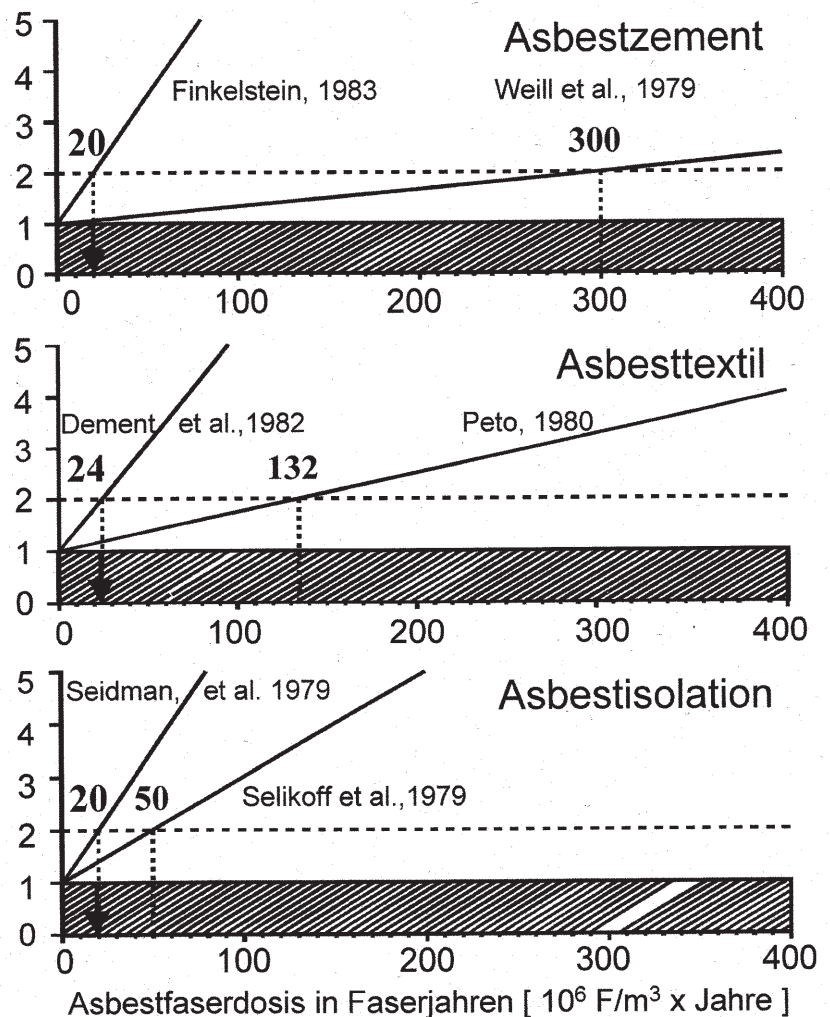 5
Asbestzement
4
Finkelstein, 1983
Weill et al., 1979
3
20
300
2
1
0
0 100 200 300 400
5
Asbesttextil
4
Dement et al.,1982
Peto, 1980
3
24
132
2
1
0
0 100 200 300 400
5
Seidman, et al. 1979
Asbestisolation
4
3
20 50
Selikoff et al.,1979
2
1
0
0 100 200 300 400
Asbestfaserdosis in Faserjahren [ 10⁶ F/m³ x Jahre ]